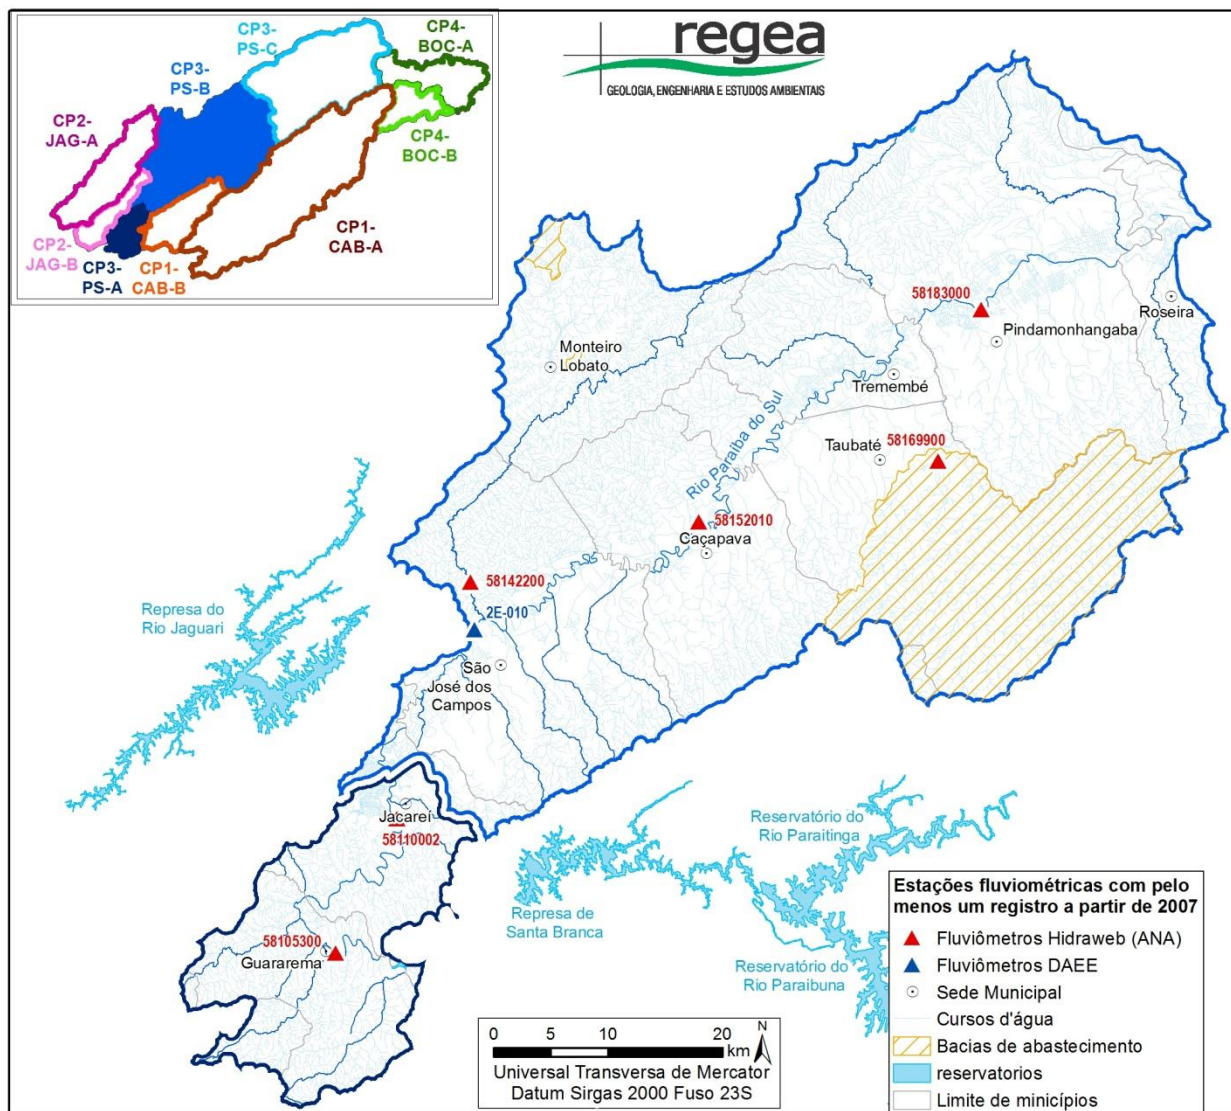 CP3-
PS-C
CP4-
BOC-A
CP3-
PS-B
CP2-
JAG-A
CP4-
BOC-B
CP1-
CAB-A
CP2-
JAG-B
CP3-
PS-A
CP1-
CAB-B
regea
GEOLOGIA, ENGENHARIA E ESTUDOS AMBIENTAIS
58183000
Roseira
Pindamonhangaba
Monteiro
Lobato
Tremembé
Rio Paraíba do Sul
Taubaté
58169900
58152010
Caçapava
58142200
2E-010
Represa do
Rio Jaguari
São
José dos
Campos
Jacareí
58110002
Reservatório do
Rio Paraitinga
Represa de
Santa Branca
58105300
Guararema
Reservatório do
Rio Paraibuna
0 5 10 20
km
N
Universal Transversa de Mercator
Datum Sirgas 2000 Fuso 23S
Estações fluviométricas com pelo
menos um registro a partir de 2007
Fluviômetros Hidraweb (ANA)
Fluviômetros DAEE
Sede Municipal
Cursos d'água
Bacias de abastecimento
reservatorios
Limite de minicípios